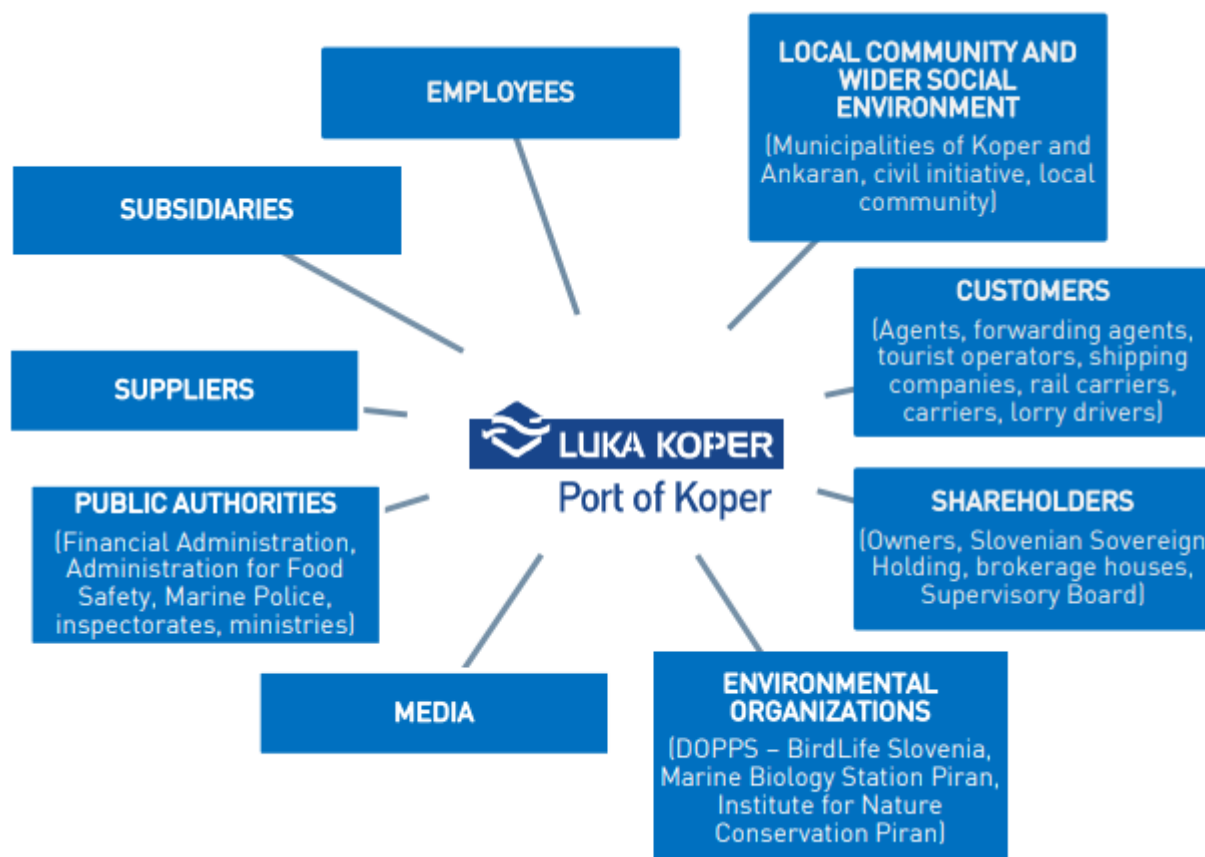 EMPLOYEES
LOCAL COMMUNITY AND
WIDER SOCIAL
ENVIRONMENT
(Municipalities of Koper and
Ankaran, civil initiative, local
community)
SUBSIDIARIES
CUSTOMERS
(Agents, forwarding agents,
tourist operators, shipping
companies, rail carriers,
carriers, lorry drivers)
SUPPLIERS
LUKA KOPER
Port of Koper
PUBLIC AUTHORITIES
(Financial Administration,
Administration for Food
Safety, Marine Police,
inspectorates, ministries)
SHAREHOLDERS
(Owners, Slovenian Sovereign
Holding, brokerage houses,
Supervisory Board)
MEDIA
ENVIRONMENTAL
ORGANIZATIONS
(DOPPS – BirdLife Slovenia,
Marine Biology Station Piran,
Institute for Nature
Conservation Piran)